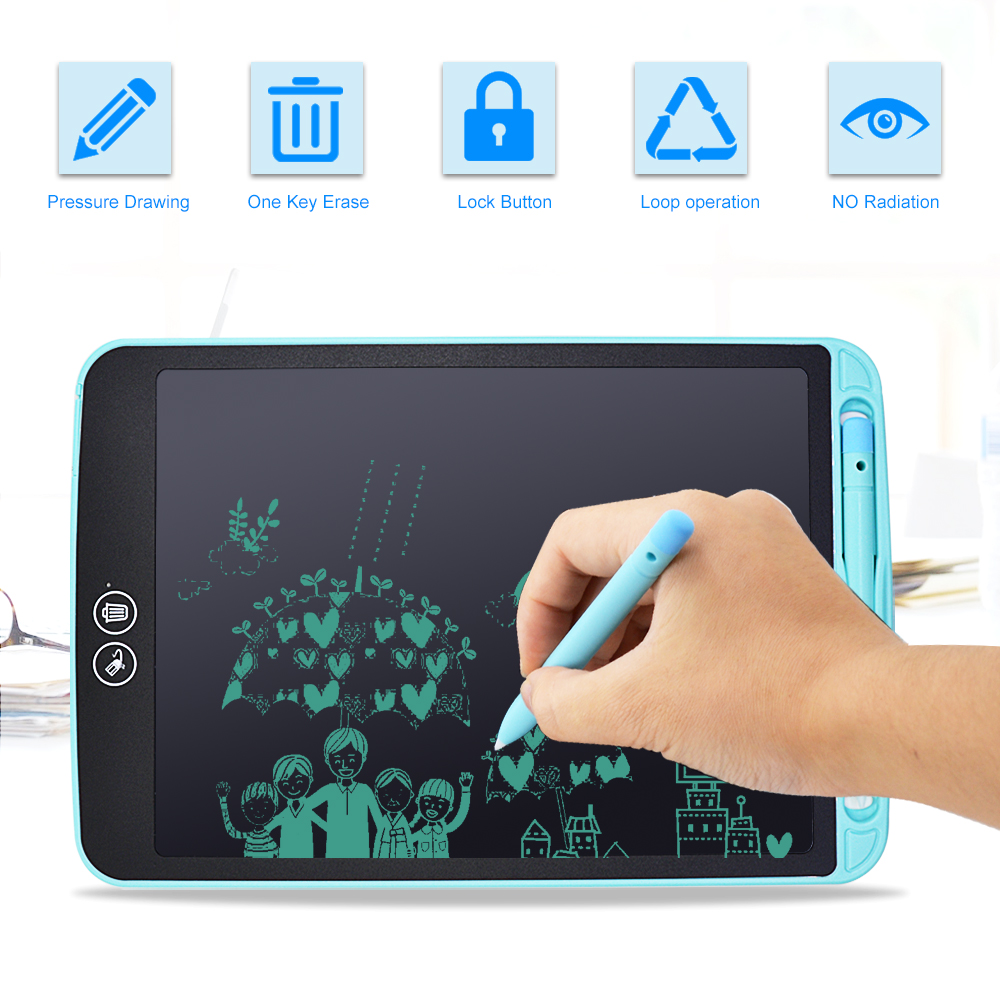 Pressure Drawing
One Key Erase
Lock Button
Loop operation
NO Radiation